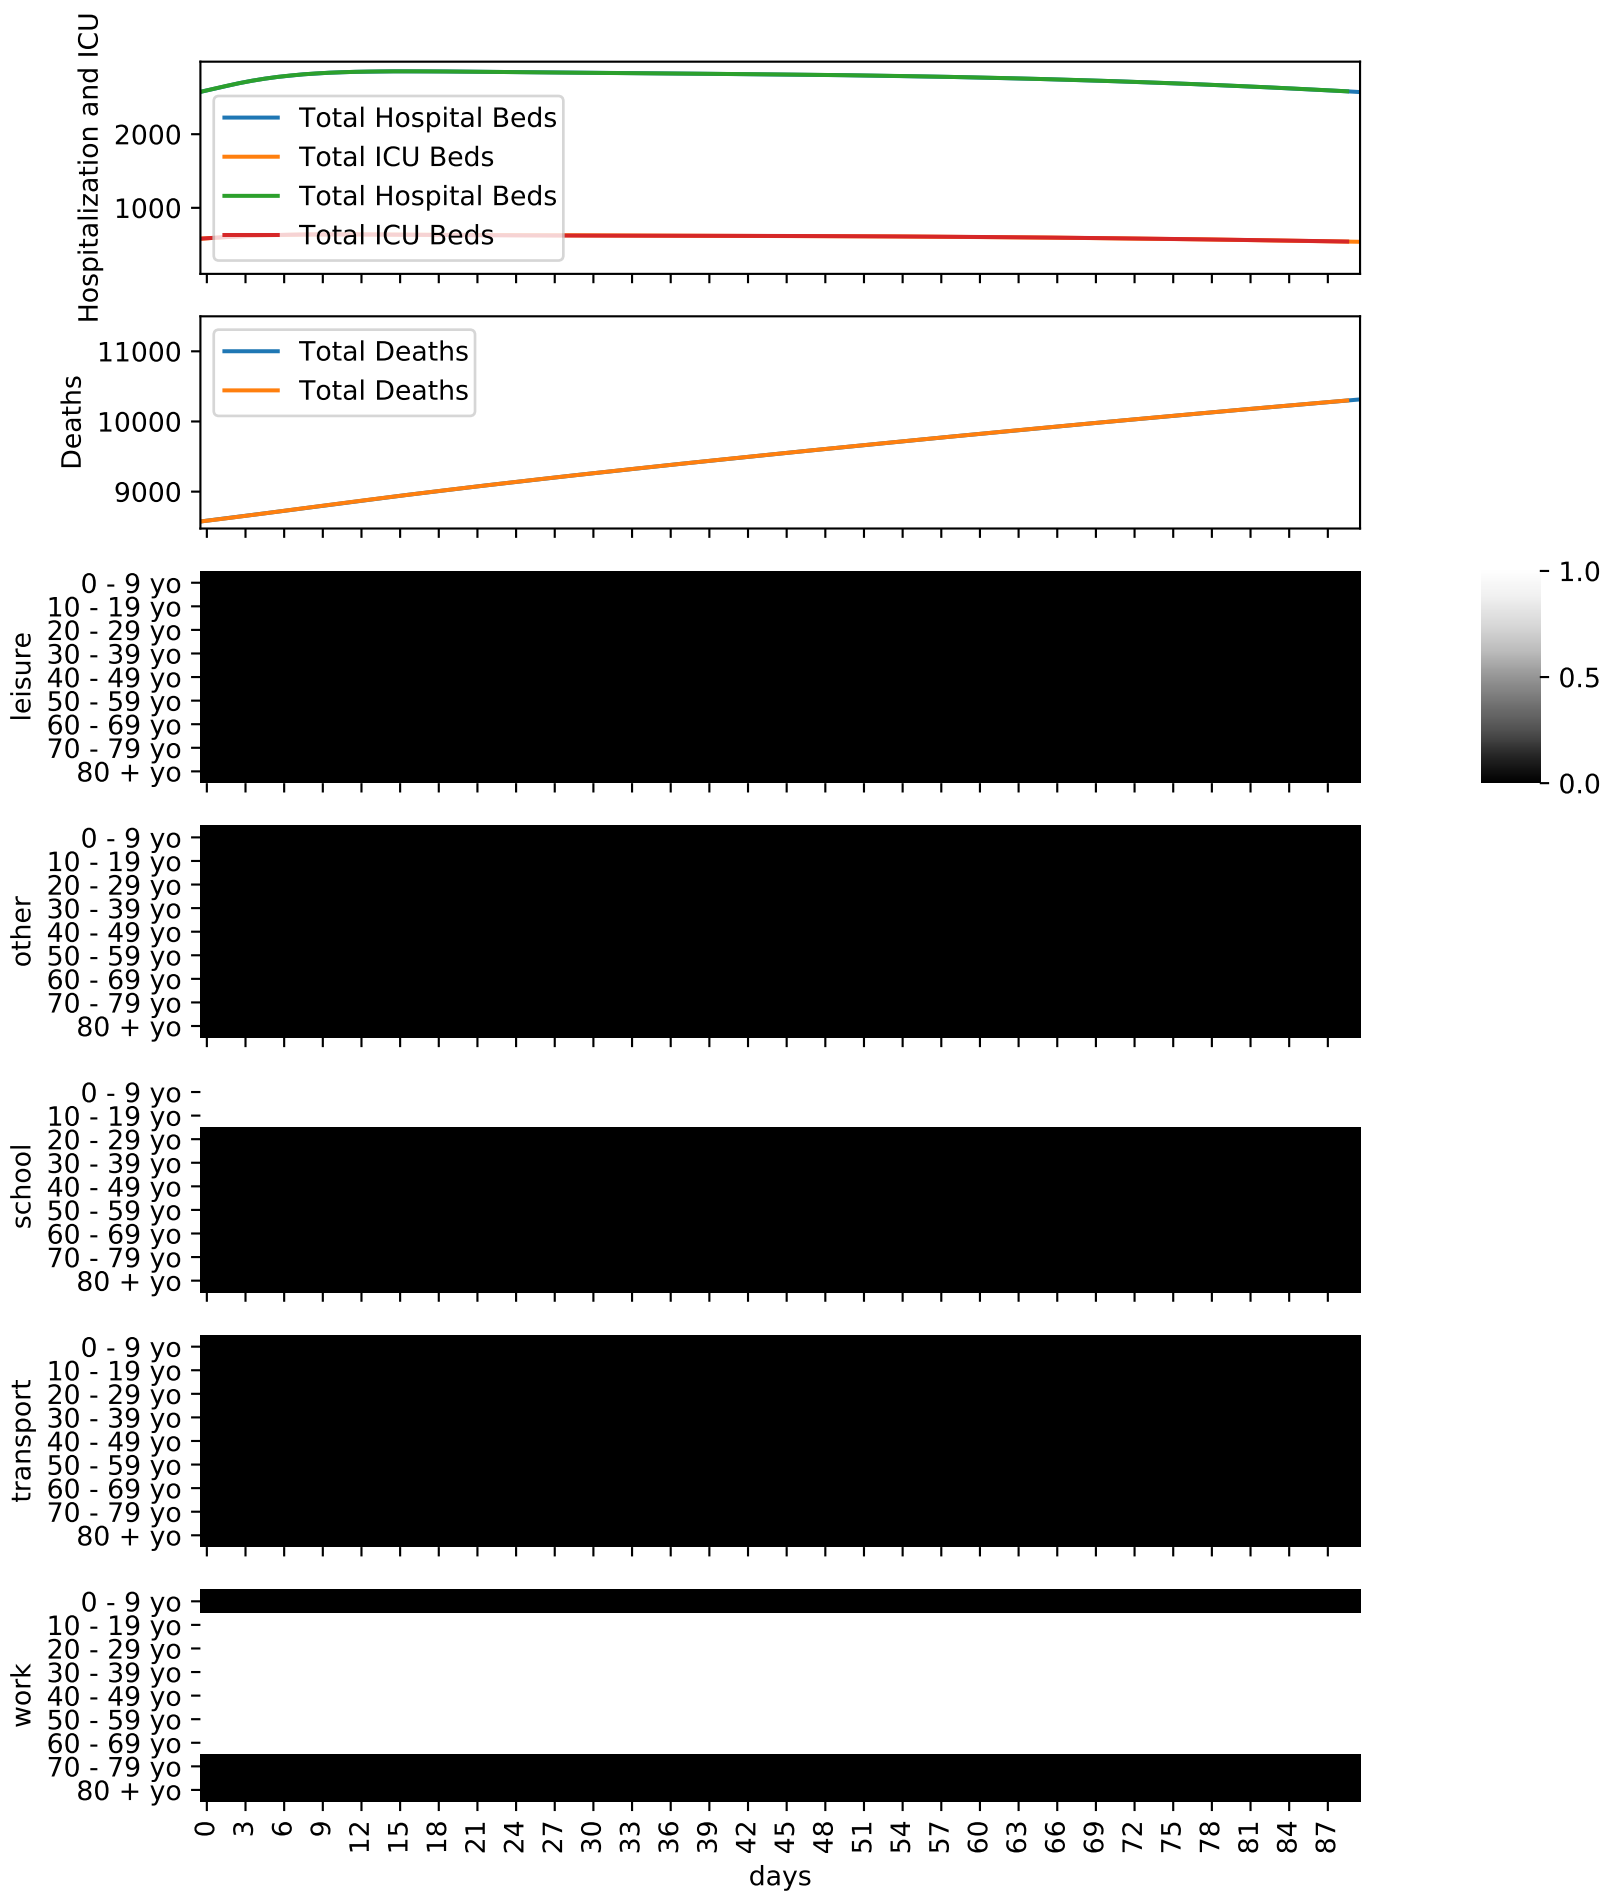 Hospitalization and ICU
2000
1000
Total Hospital Beds
Total ICU Beds
Total Hospital Beds
Total ICU Beds
Deaths
11000
10000
9000
Total Deaths
Total Deaths
leisure
0 - 9 yo
10 - 19 yo
20 - 29 yo
30 - 39 yo
40 - 49 yo
50 - 59 yo
60 - 69 yo
70 - 79 yo
80 + yo
1.0
0.5
0.0
other
0 - 9 yo
10 - 19 yo
20 - 29 yo
30 - 39 yo
40 - 49 yo
50 - 59 yo
60 - 69 yo
70 - 79 yo
80 + yo
school
0 - 9 yo
10 - 19 yo
20 - 29 yo
30 - 39 yo
40 - 49 yo
50 - 59 yo
60 - 69 yo
70 - 79 yo
80 + yo
transport
0 - 9 yo
10 - 19 yo
20 - 29 yo
30 - 39 yo
40 - 49 yo
50 - 59 yo
60 - 69 yo
70 - 79 yo
80 + yo
work
0 - 9 yo
10 - 19 yo
20 - 29 yo
30 - 39 yo
40 - 49 yo
50 - 59 yo
60 - 69 yo
70 - 79 yo
80 + yo
0 3 6 9 12 15 18 21 24 27 30 33 36 39 42 45 48 51 54 57 60 63 66 69 72 75 78 81 84 87
days